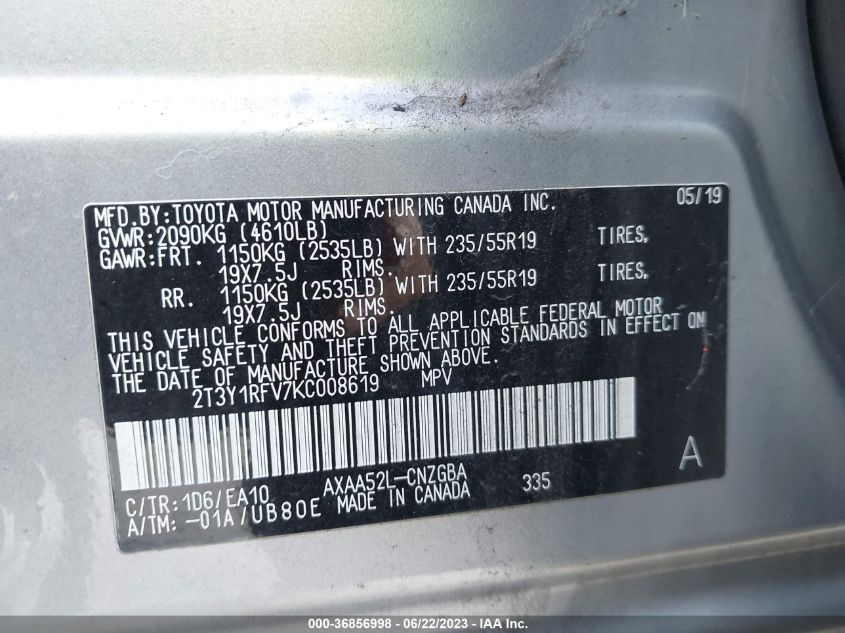 MFD.BY:TOYOTA MOTOR MANUFACTURING CANADA INC. 05/19
GVWR:2090KG (4610LB)
GAWR:FRT. 1150KG (2535LB) WITH 235/55R19 TIRES,
19X7.5J RIMS.
RR. 1150KG (2535LB) WITH 235/55R19 TIRES,
19X7.5J RIMS.
THIS VEHICLE CONFORMS TO ALL APPLICABLE FEDERAL MOTOR
VEHICLE SAFETY AND THEFT PREVENTION STANDARDS IN EFFECT ON
THE DATE OF MANUFACTURE SHOWN ABOVE.
2T3Y1RFV7KC008619 MPV
A
C/TR:1D6/EA10 AXAA52L-CNZGBA 335
A/TM:-01A/UB80E MADE IN CANADA
000-36856998 - 06/22/2023 - IAA Inc.